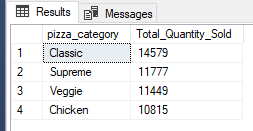 Results Messages
pizza_category Total_Quantity_Sold
1 Classic 14579
2 Supreme 11777
3 Veggie 11449
4 Chicken 10815